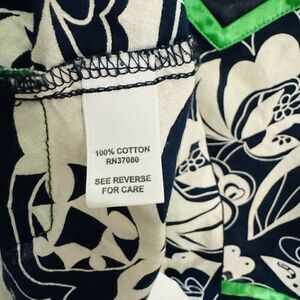 100% COTTON
RN37080
SEE REVERSE
FOR CARE